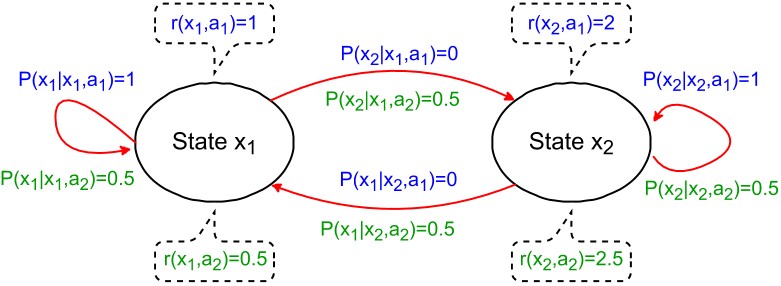 r(x₁,a₁)=1
r(x₂,a₁)=2
P(x₂|x₁,a₁)=0
P(x₁|x₁,a₁)=1
P(x₂|x₂,a₁)=1
P(x₂|x₁,a₂)=0.5
State x₁
State x₂
P(x₁|x₁,a₂)=0.5
P(x₁|x₂,a₁)=0
P(x₂|x₂,a₂)=0.5
P(x₁|x₂,a₂)=0.5
r(x₁,a₂)=0.5
r(x₂,a₂)=2.5